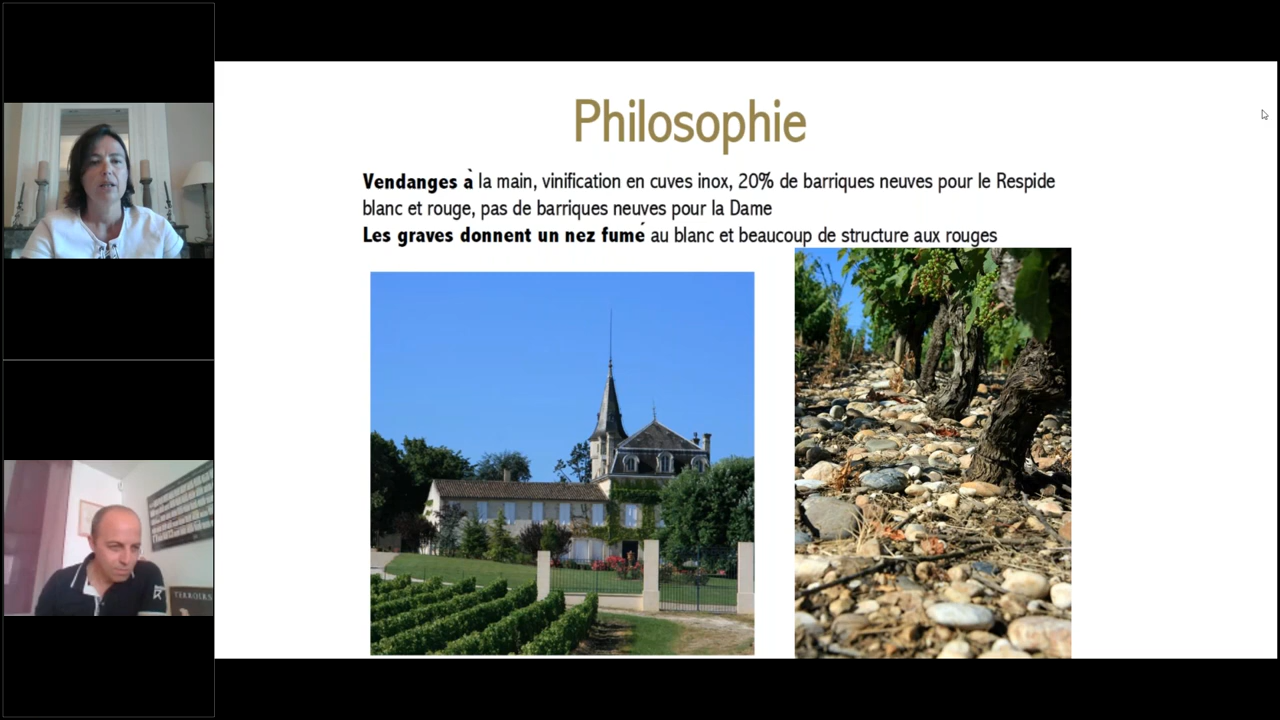 Philosophie
Vendanges à la main, vinification en cuves inox, 20% de barriques neuves pour le Respide
blanc et rouge, pas de barriques neuves pour la Dame
Les graves donnent un nez fumé au blanc et beaucoup de structure aux rouges
TERROIRS